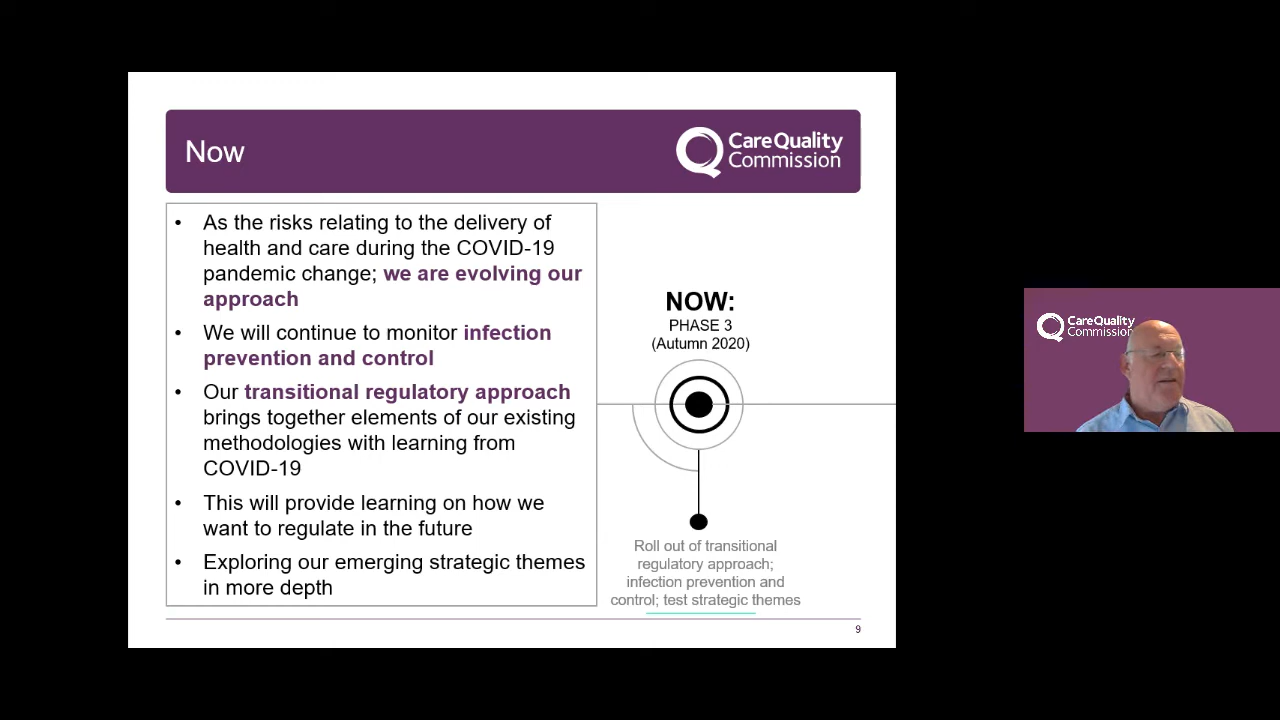 Now
CareQuality
Commission
• As the risks relating to the delivery of
health and care during the COVID-19
pandemic change; we are evolving our
approach
• We will continue to monitor infection
prevention and control
• Our transitional regulatory approach
brings together elements of our existing
methodologies with learning from
COVID-19
• This will provide learning on how we
want to regulate in the future
• Exploring our emerging strategic themes
in more depth
NOW:
PHASE 3
(Autumn 2020)
Roll out of transitional
regulatory approach;
infection prevention and
control; test strategic themes
9
CareQuality
Commission